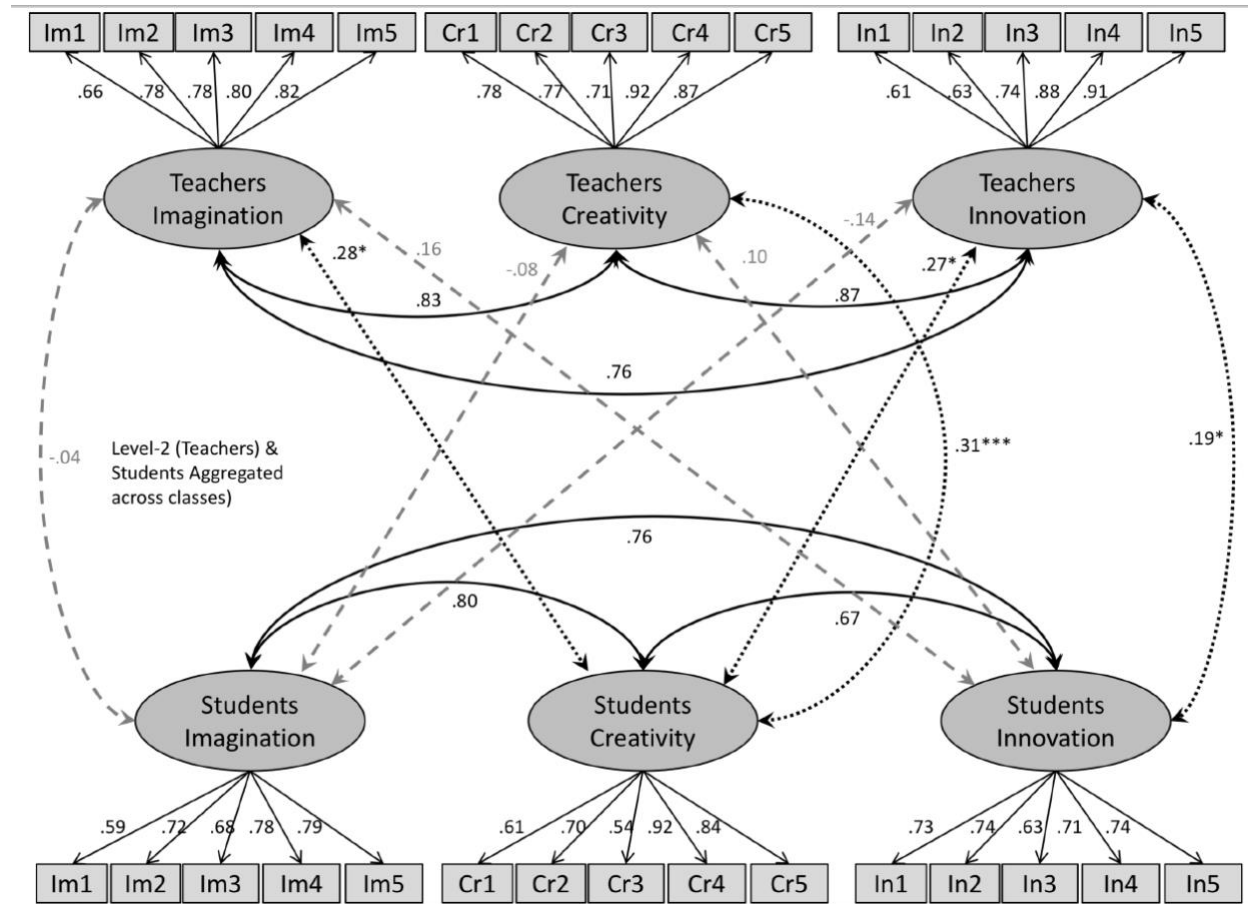 Im1 Im2 Im3 Im4 Im5 Cr1 Cr2 Cr3 Cr4 Cr5 In1 In2 In3 In4 In5
.66 .78 .78 .80 .82 .78 .77 .71 .92 .87 .61 .63 .74 .88 .91
Teachers
Imagination
Teachers
Creativity
Teachers
Innovation
.28* .16 -.08 .10 -.14 .27*
.83 .87
.76
-.04
Level-2 (Teachers) &
Students Aggregated
across classes)
.31***
.19*
.76
.80 .67
Students
Imagination
Students
Creativity
Students
Innovation
.59 .72 .68 .78 .79 .61 .70 .54 .92 .84 .73 .74 .63 .71 .74
Im1 Im2 Im3 Im4 Im5 Cr1 Cr2 Cr3 Cr4 Cr5 In1 In2 In3 In4 In5